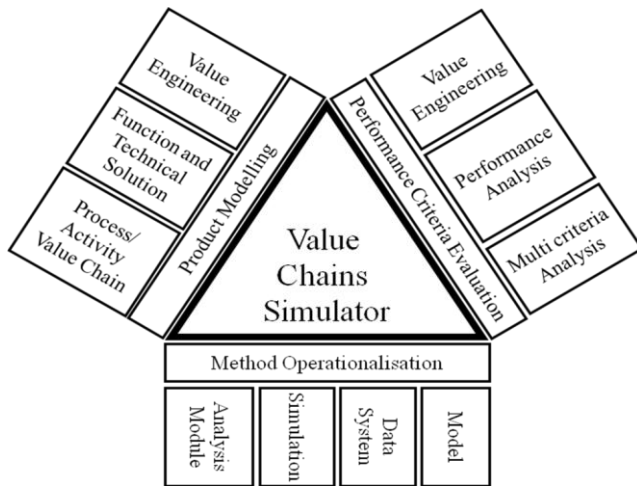 Value
Engineering
Function and
Technical
Solution
Process/
Activity
Value Chain
Product Modelling
Value
Engineering
Performance
Analysis
Multi criteria
Analysis
Performance Criteria Evaluation
Value
Chains
Simulator
Method Operationalisation
Analysis
Module
Simulation
Data
System
Model